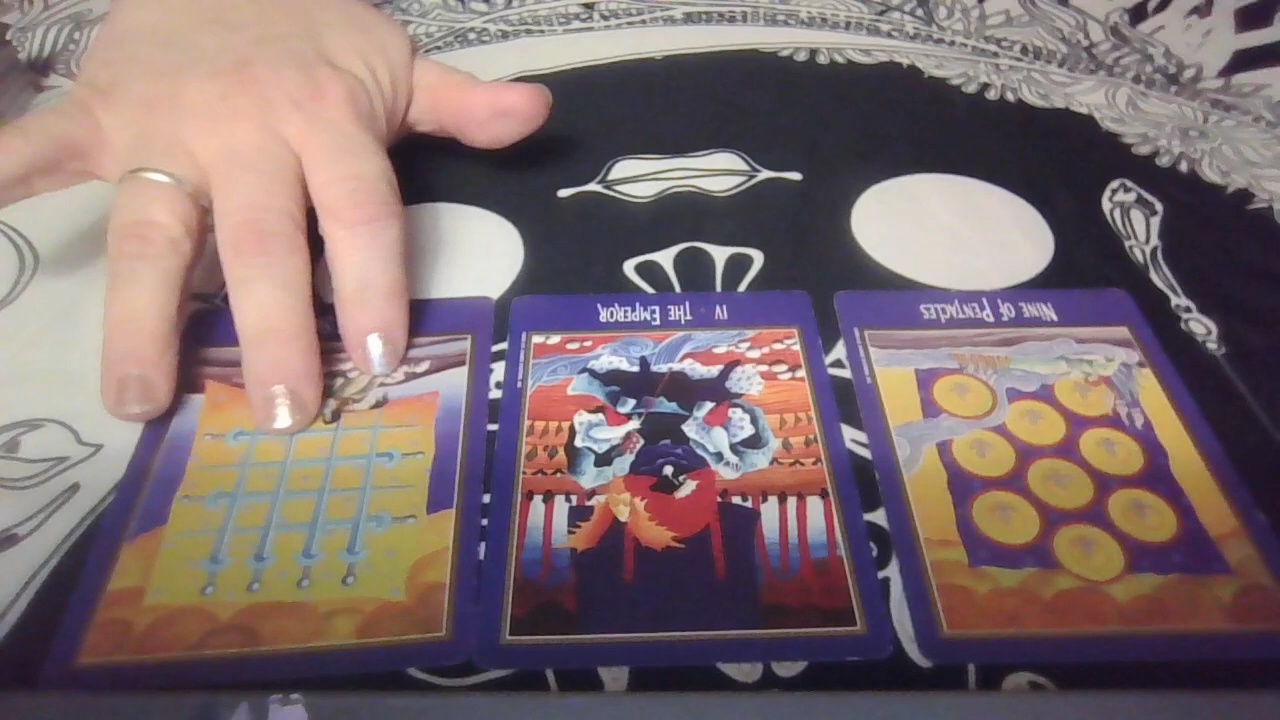 IV · THE EMPEROR
NINE OF PENTACLES